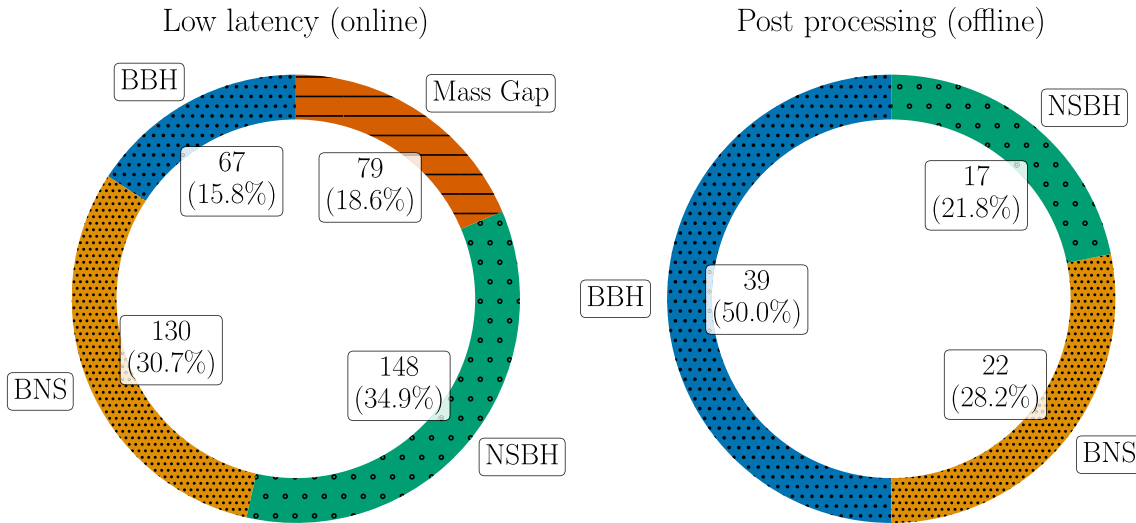 Low latency (online)
BBH
Mass Gap
67
(15.8%)
79
(18.6%)
130
(30.7%)
148
(34.9%)
BNS
NSBH
Post processing (offline)
NSBH
17
(21.8%)
BBH
39
(50.0%)
22
(28.2%)
BNS